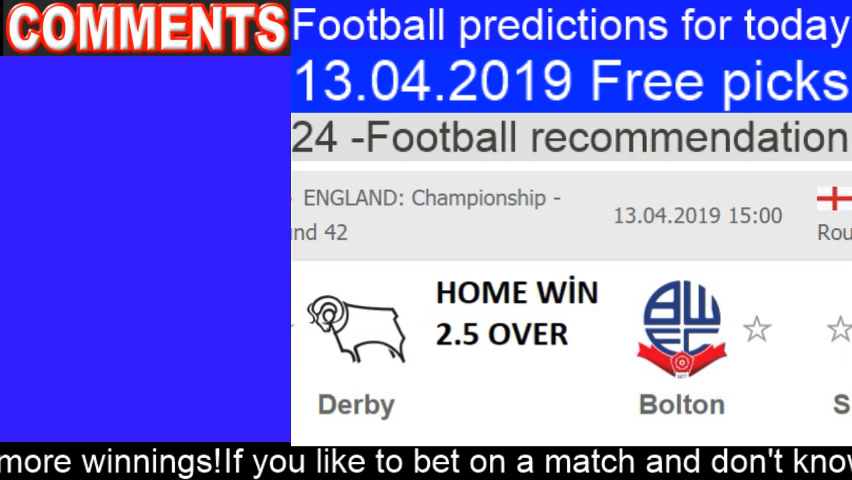 COMMENTS
Football predictions for today
13.04.2019 Free picks
24 -Football recommendation
ENGLAND: Championship -
13.04.2019 15:00
nd 42
Rou
HOME WİN
2.5 OVER
BW
Derby
Bolton
S
more winnings!If you like to bet on a match and don't know